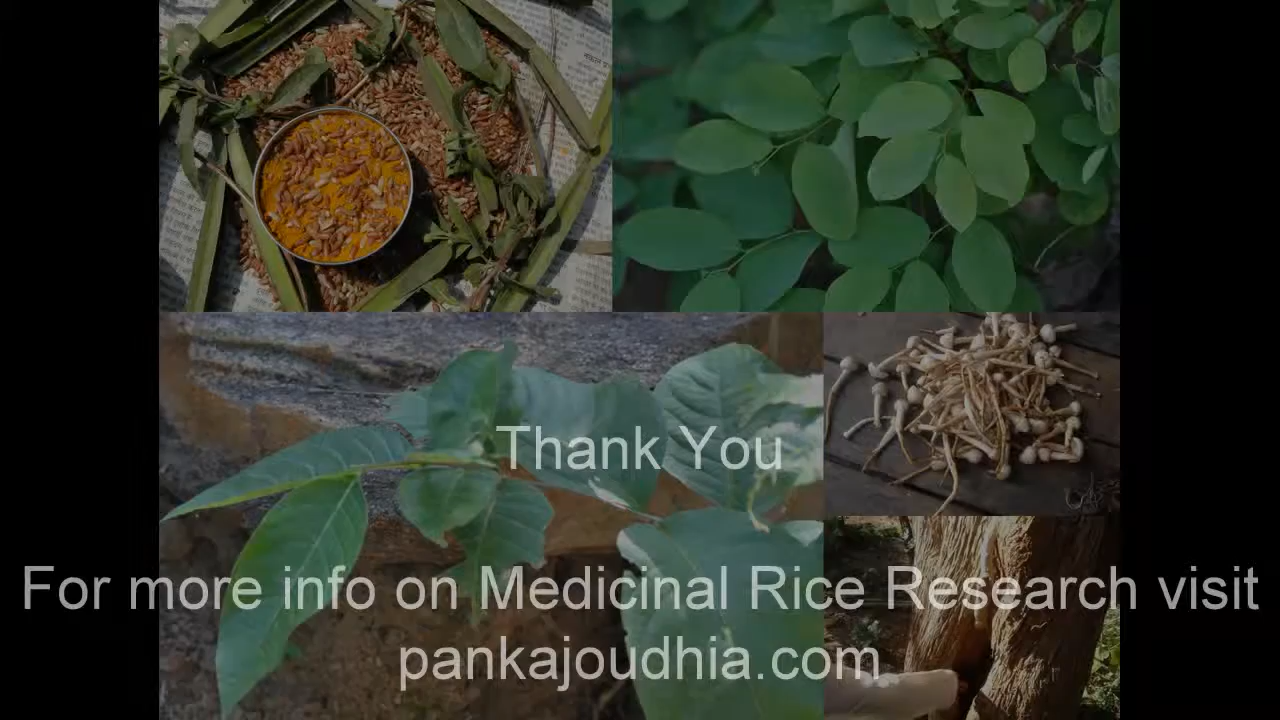 Thank You
For more info on Medicinal Rice Research visit
pankajoudhia.com